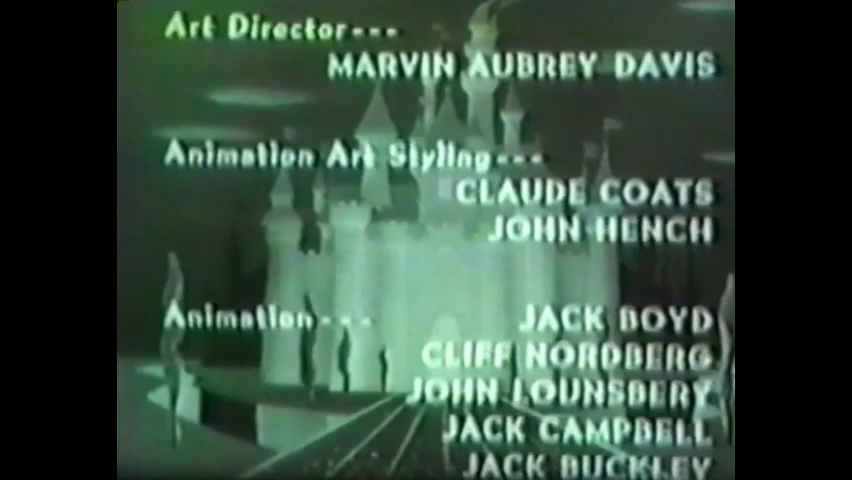 Art Director---
MARVIN AUBREY DAVIS
Animation Art Styling---
CLAUDE COATS
JOHN HENCH
Animation---
JACK BOYD
CLIFF NORDBERG
JOHN LOUNSBERY
JACK CAMPBELL
JACK BUCKLEY